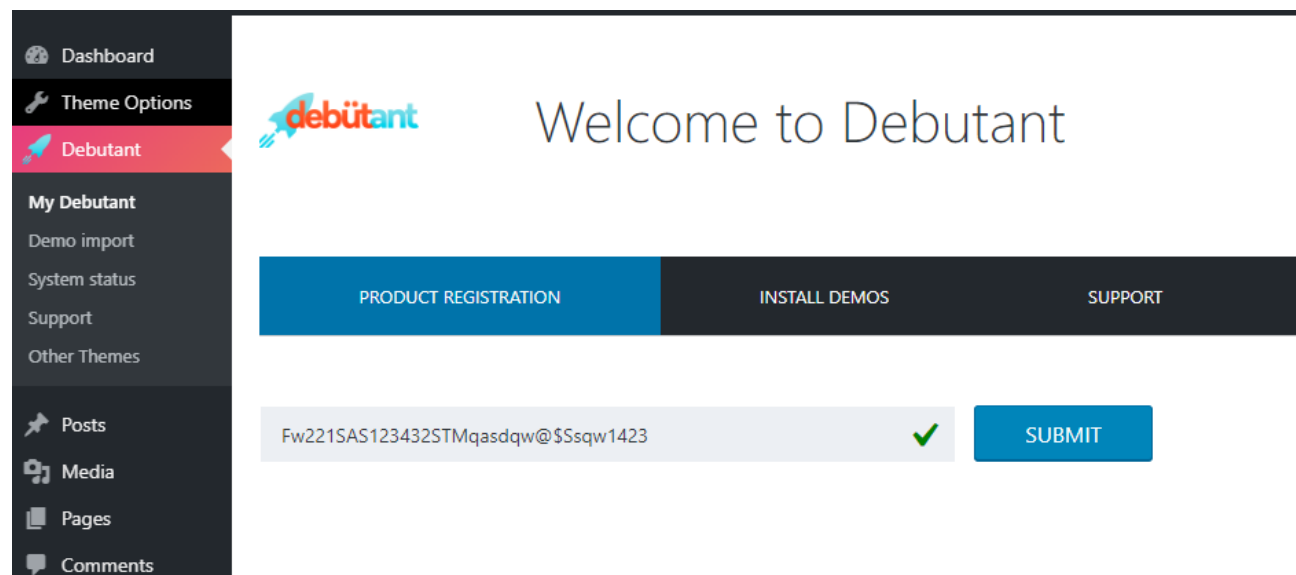 Dashboard
Theme Options
Debutant
My Debutant
Demo import
System status
Support
Other Themes
Posts
Media
Pages
Comments
debütant
Welcome to Debutant
PRODUCT REGISTRATION
INSTALL DEMOS
SUPPORT
Fw221SAS123432STMqasdqw@$Ssqw1423
SUBMIT